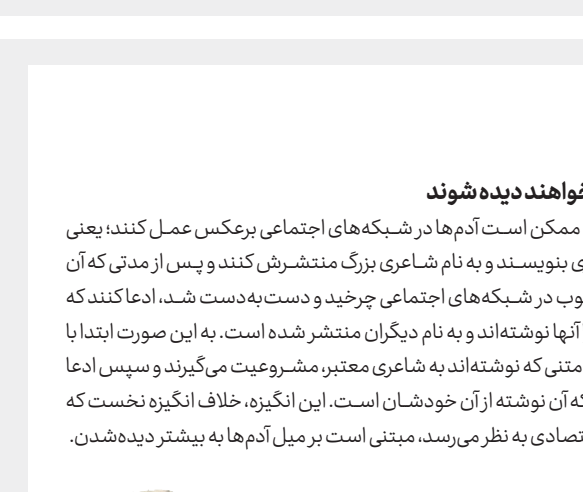 دیده شوند
ممکن است آدم‌ها در شبکه‌های اجتماعی برعکس عمل کنند؛ یعنی
بنویسند و به نام شاعری بزرگ منتشرش کنند و پس از مدتی که آن
در شبکه‌های اجتماعی چرخید و دست‌به‌دست شد، ادعا کنند که
آنها نوشته‌اند و به نام دیگران منتشر شده است. به این صورت ابتدا با
متنی که نوشته‌اند به شاعری معتبر، مشروعیت می‌گیرند و سپس ادعا
آن نوشته از آن خودشان است. این انگیزه، خلاف انگیزه نخست که
به نظر می‌رسد، مبتنی است بر میل آدم‌ها به بیشتر دیده‌شدن.